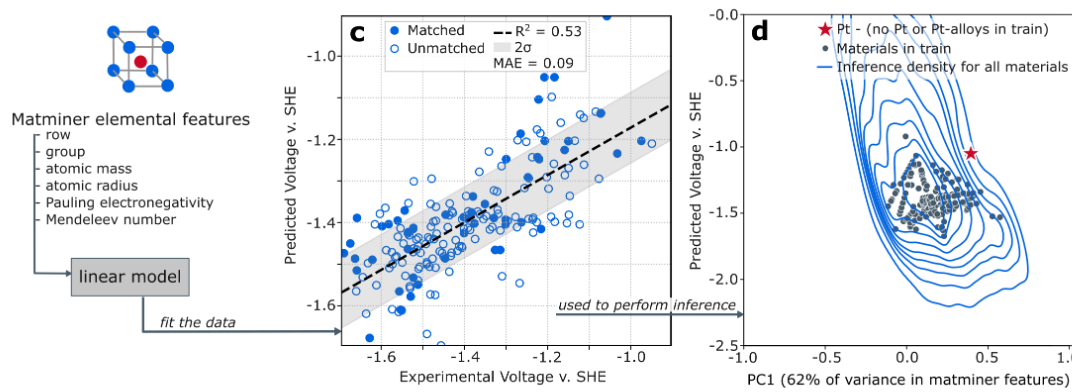 Matminer elemental features
row
group
atomic mass
atomic radius
Pauling electronegativity
Mendeleev number
linear model
fit the data
c
Matched
Unmatched
R² = 0.53
2σ
MAE = 0.09
Predicted Voltage v. SHE
-1.0
-1.2
-1.4
-1.6
-1.6
-1.4
-1.2
-1.0
Experimental Voltage v. SHE
used to perform inference
d
Pt - (no Pt or Pt-alloys in train)
Materials in train
Inference density for all materials
Predicted Voltage v. SHE
-0.0
-0.5
-1.0
-1.5
-2.0
-2.5
-1.0
-0.5
0.0
0.5
1.0
PC1 (62% of variance in matminer features)